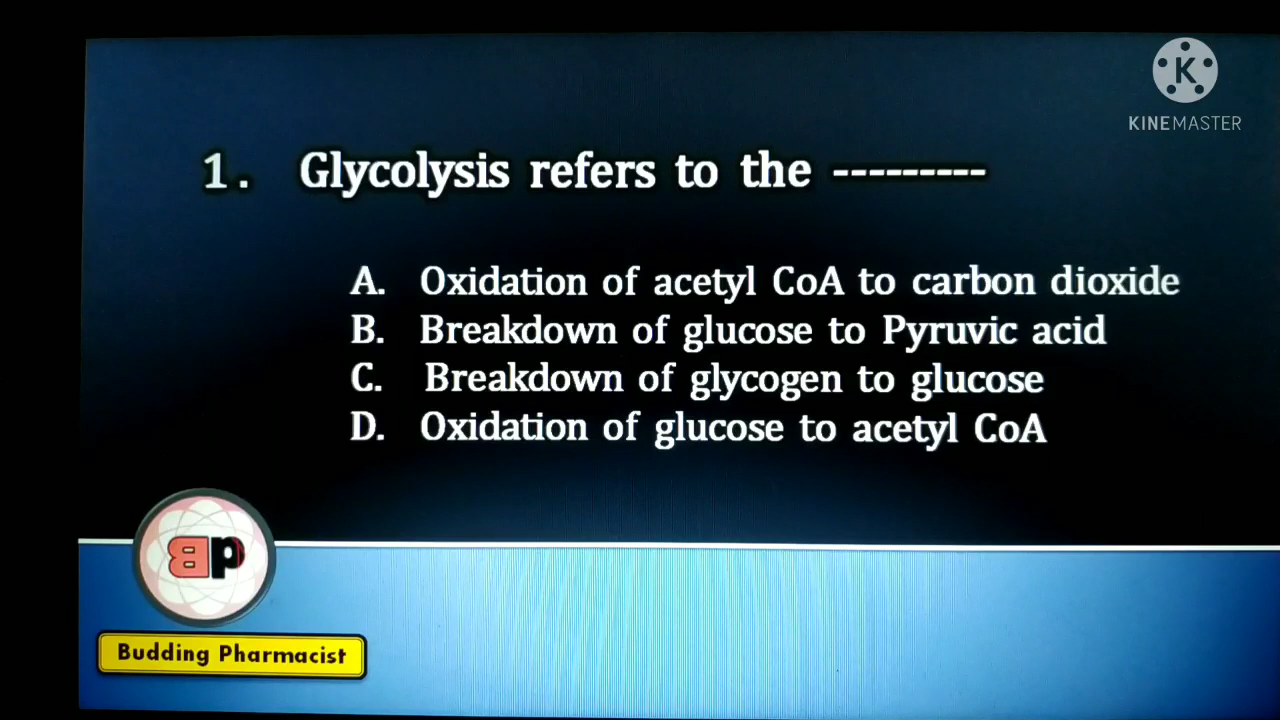 KINEMASTER
1. Glycolysis refers to the ---------
A. Oxidation of acetyl CoA to carbon dioxide
B. Breakdown of glucose to Pyruvic acid
C. Breakdown of glycogen to glucose
D. Oxidation of glucose to acetyl CoA
BP
Budding Pharmacist